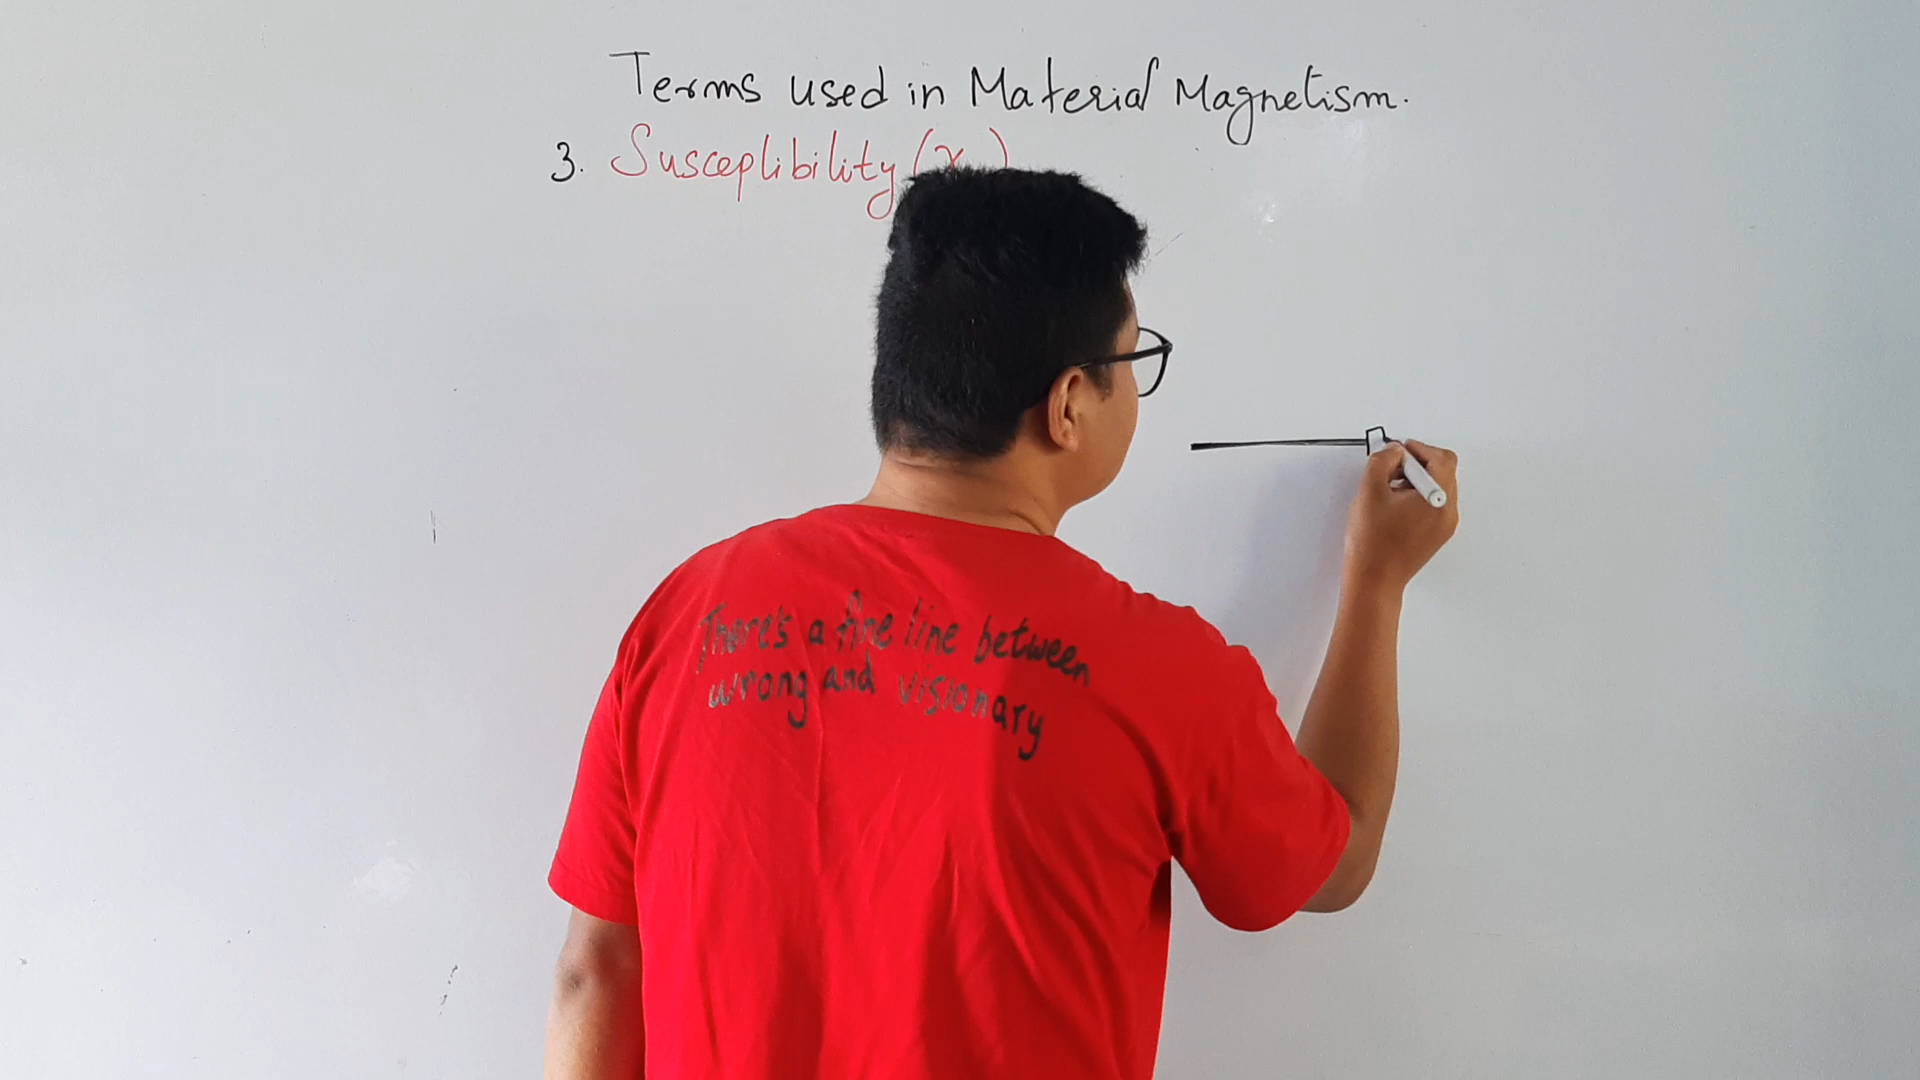 Terms used in Material Magnetism.
3. Susceptibility (χ )
There's a fine line between
wrong and visionary